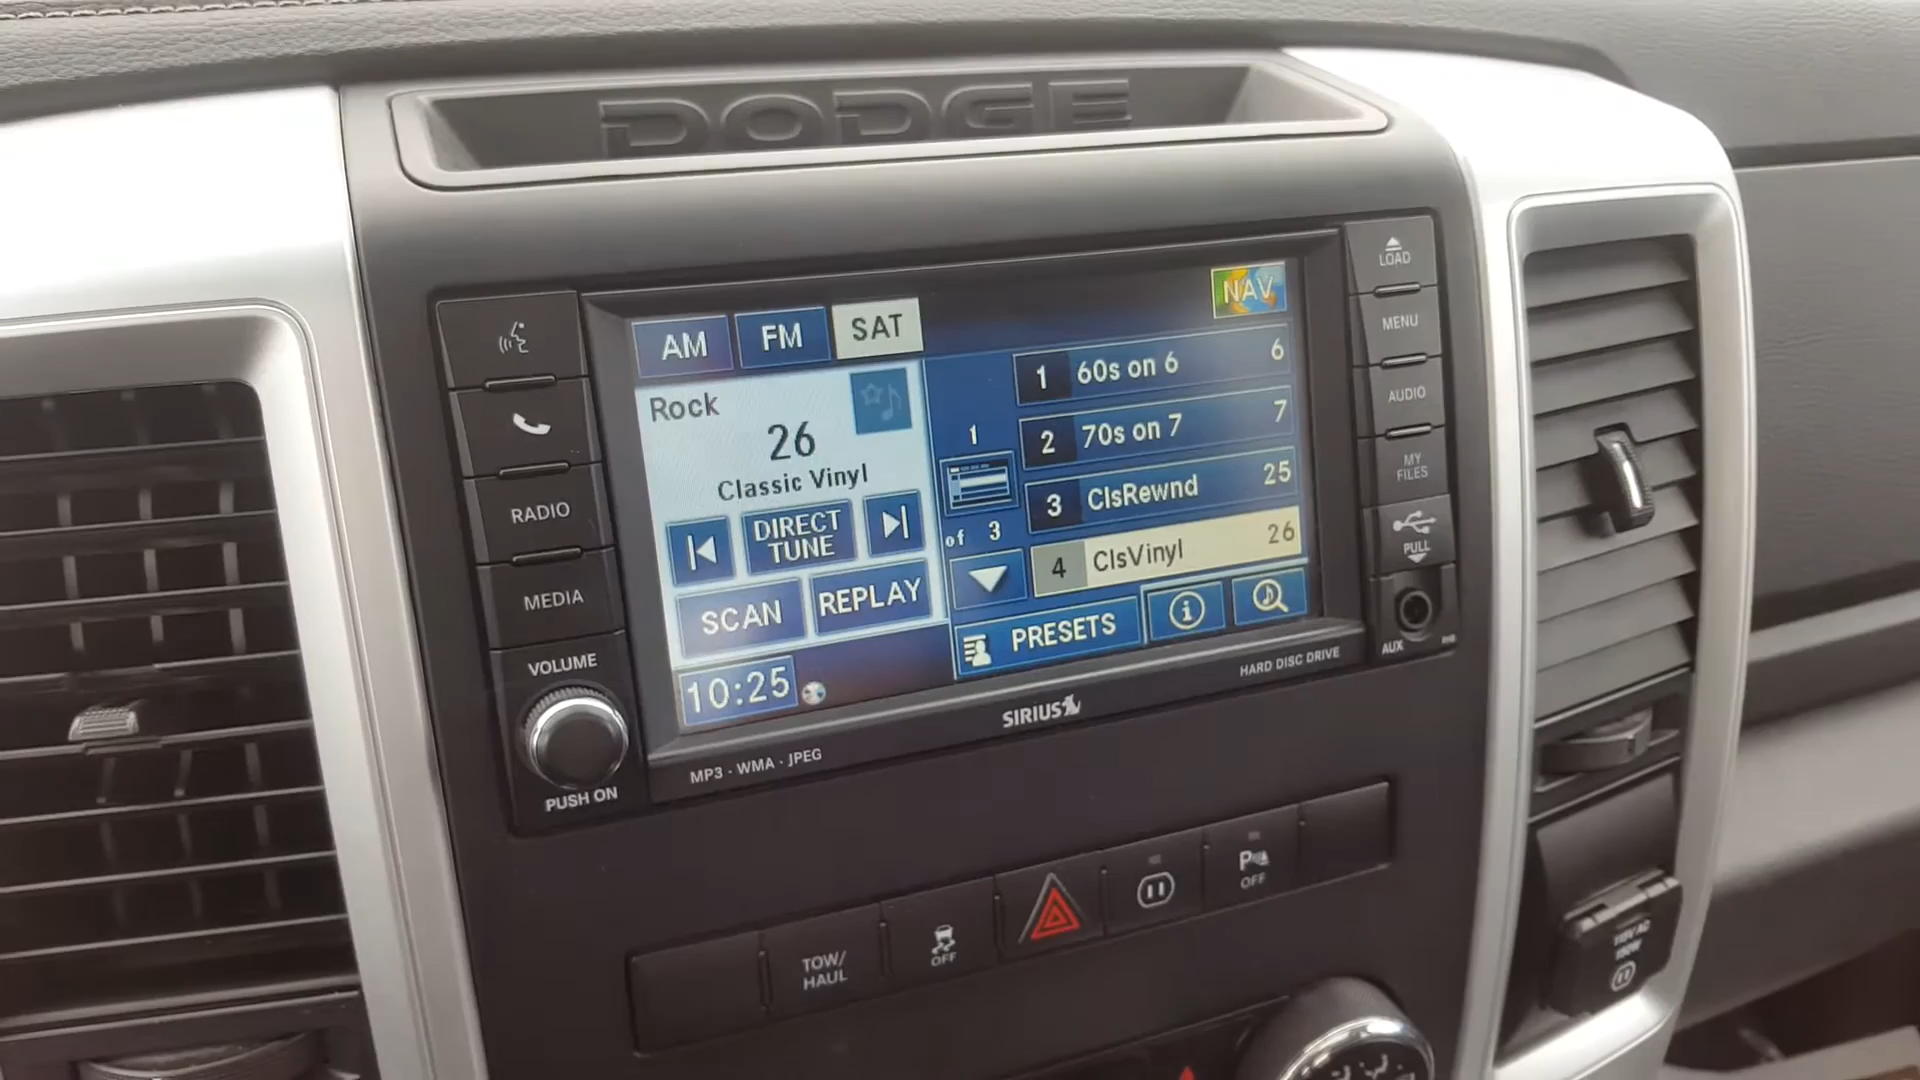 DODGE
LOAD
MENU
AUDIO
MY
FILES
PULL
AUX
RADIO
MEDIA
VOLUME
PUSH ON
AM FM SAT NAV
Rock
26
Classic Vinyl
DIRECT
TUNE
SCAN REPLAY
10:25
1
of 3
1 60s on 6 6
2 70s on 7 7
3 ClsRewnd 25
4 ClsVinyl 26
PRESETS
i
HARD DISC DRIVE
SIRIUS
MP3 - WMA - JPEG
TOW/
HAUL
OFF
P
OFF
115V AC
150W